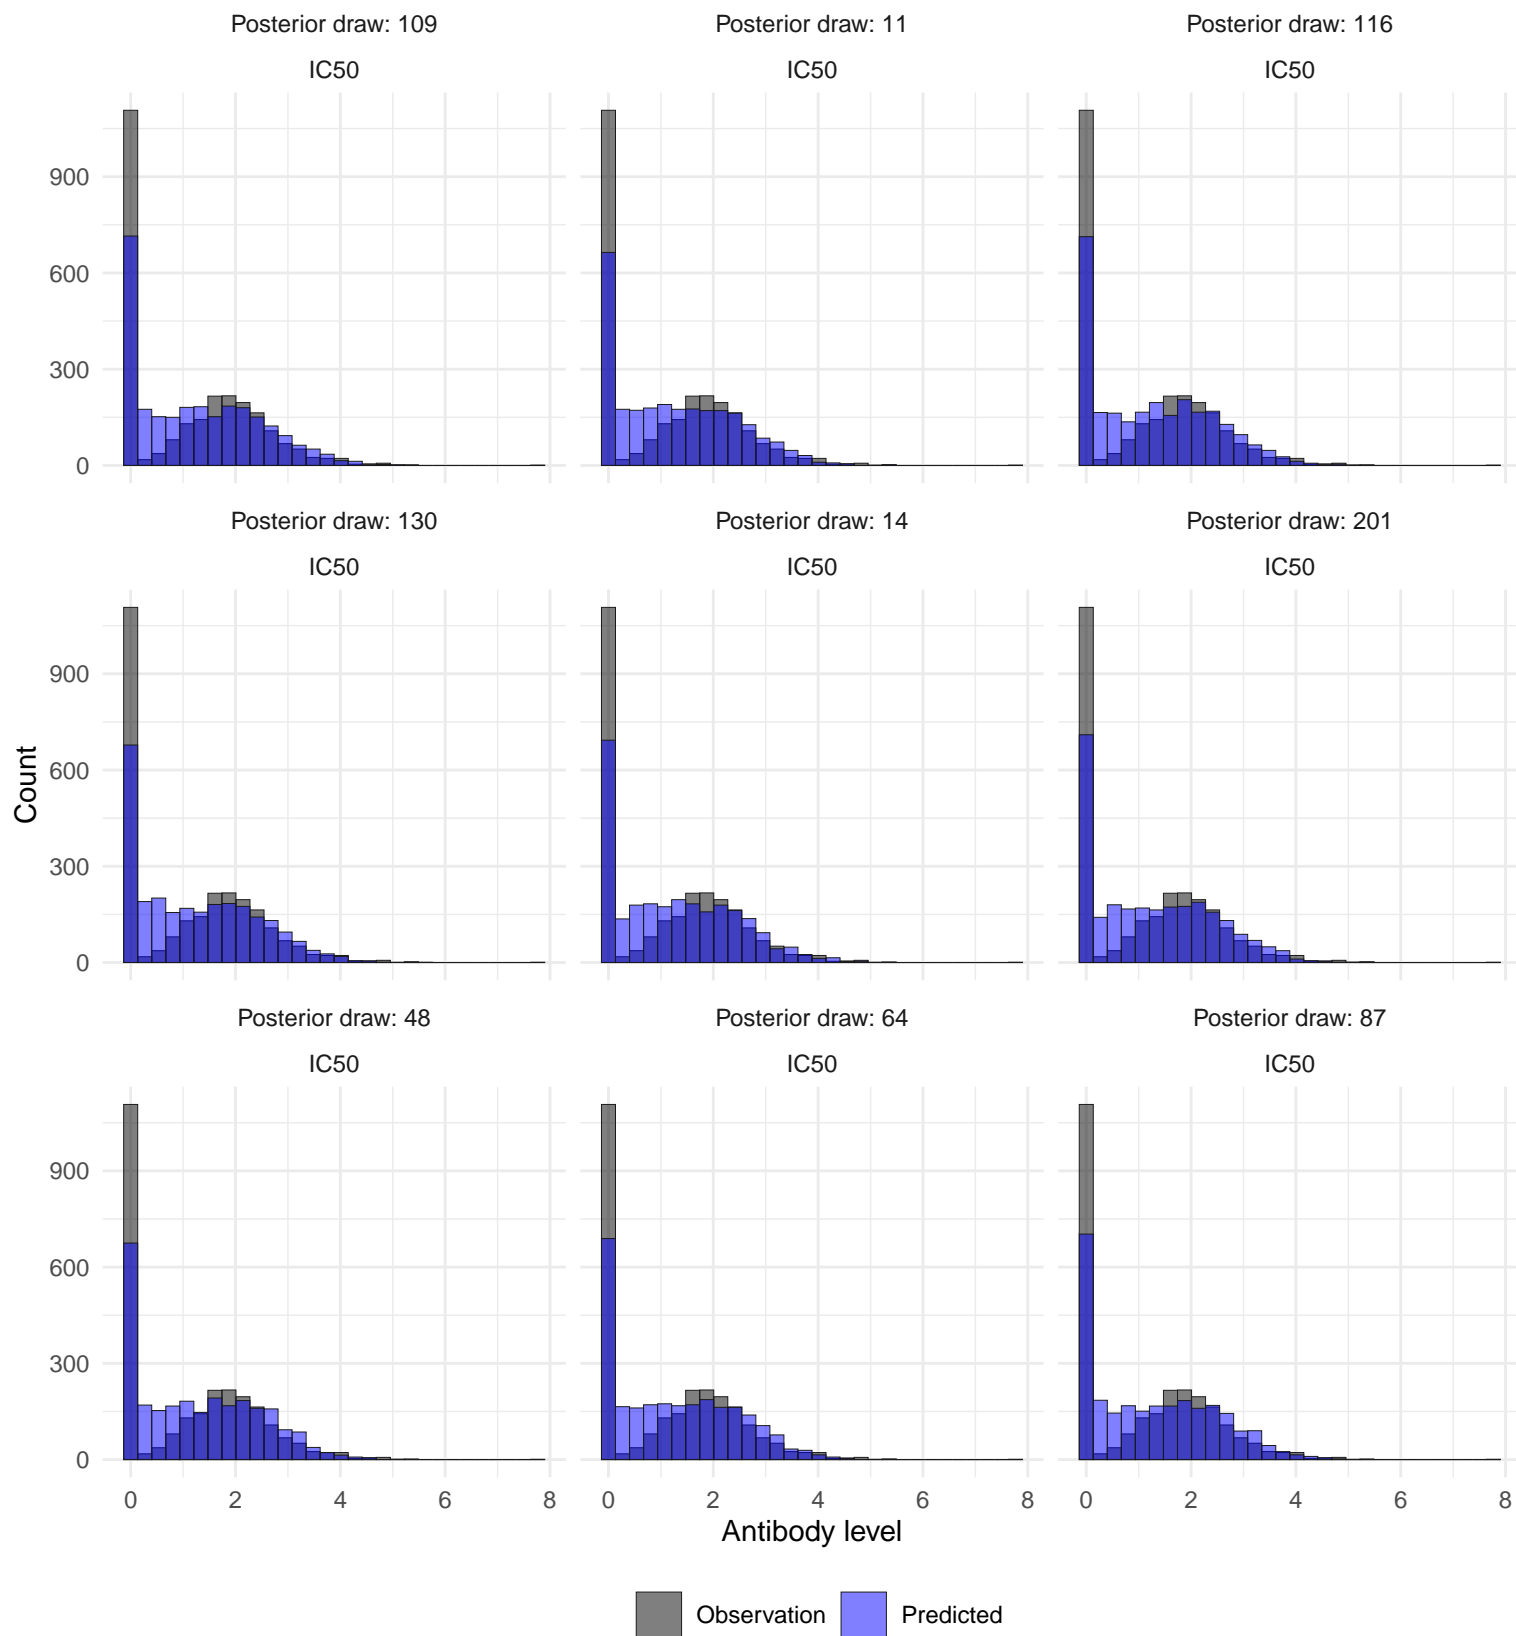 Posterior draw: 109
Posterior draw: 11
Posterior draw: 116
IC50
IC50
IC50
900
600
300
0
Posterior draw: 130
Posterior draw: 14
Posterior draw: 201
IC50
IC50
IC50
900
600
300
0
Count
Posterior draw: 48
Posterior draw: 64
Posterior draw: 87
IC50
IC50
IC50
900
600
300
0
0 2 4 6 8
0 2 4 6 8
0 2 4 6 8
Antibody level
Observation
Predicted